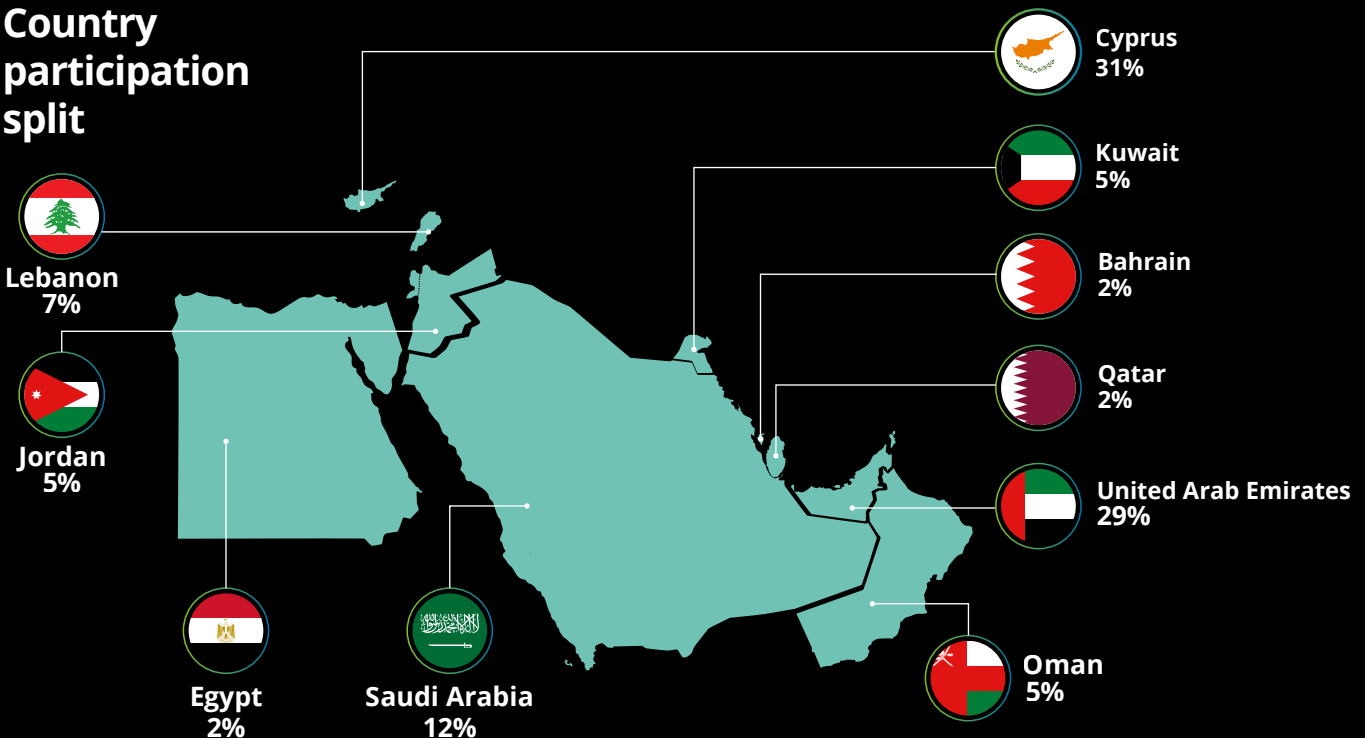 Country
participation
split
Cyprus
31%
Kuwait
5%
Lebanon
7%
Bahrain
2%
Qatar
2%
Jordan
5%
United Arab Emirates
29%
Egypt
2%
Saudi Arabia
12%
Oman
5%